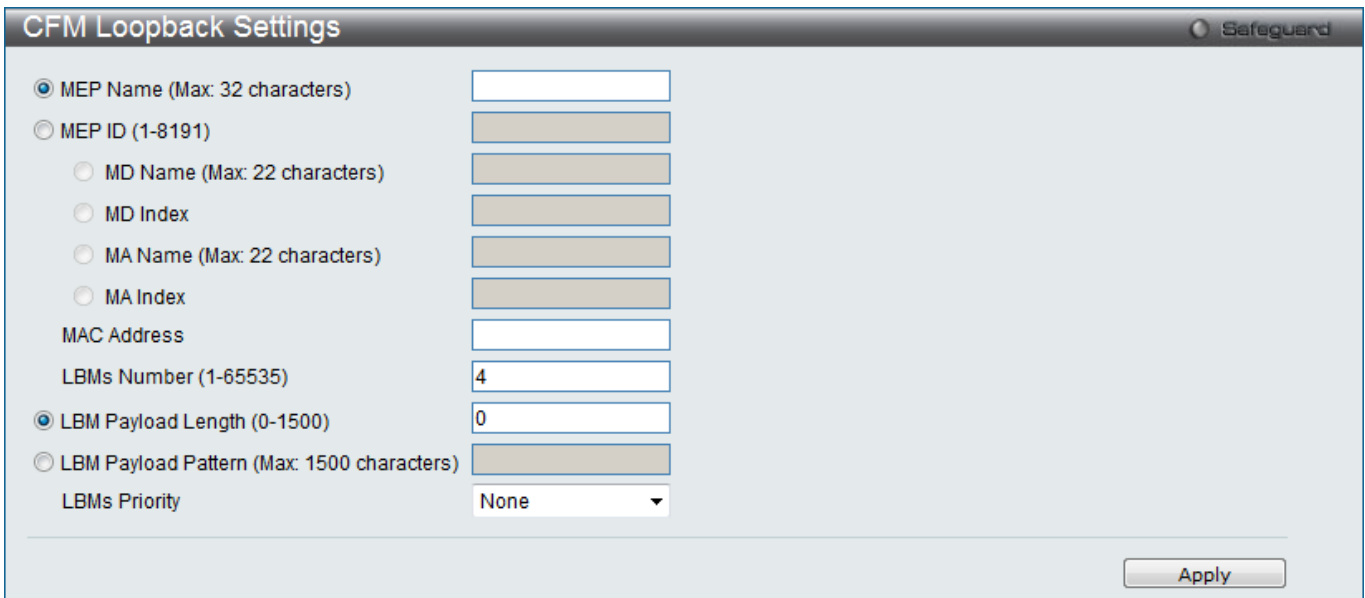 CFM Loopback Settings
Safeguard
MEP Name (Max: 32 characters)
MEP ID (1-8191)
MD Name (Max: 22 characters)
MD Index
MA Name (Max: 22 characters)
MA Index
MAC Address
LBMs Number (1-65535) 4
LBM Payload Length (0-1500) 0
LBM Payload Pattern (Max: 1500 characters)
LBMs Priority None
Apply